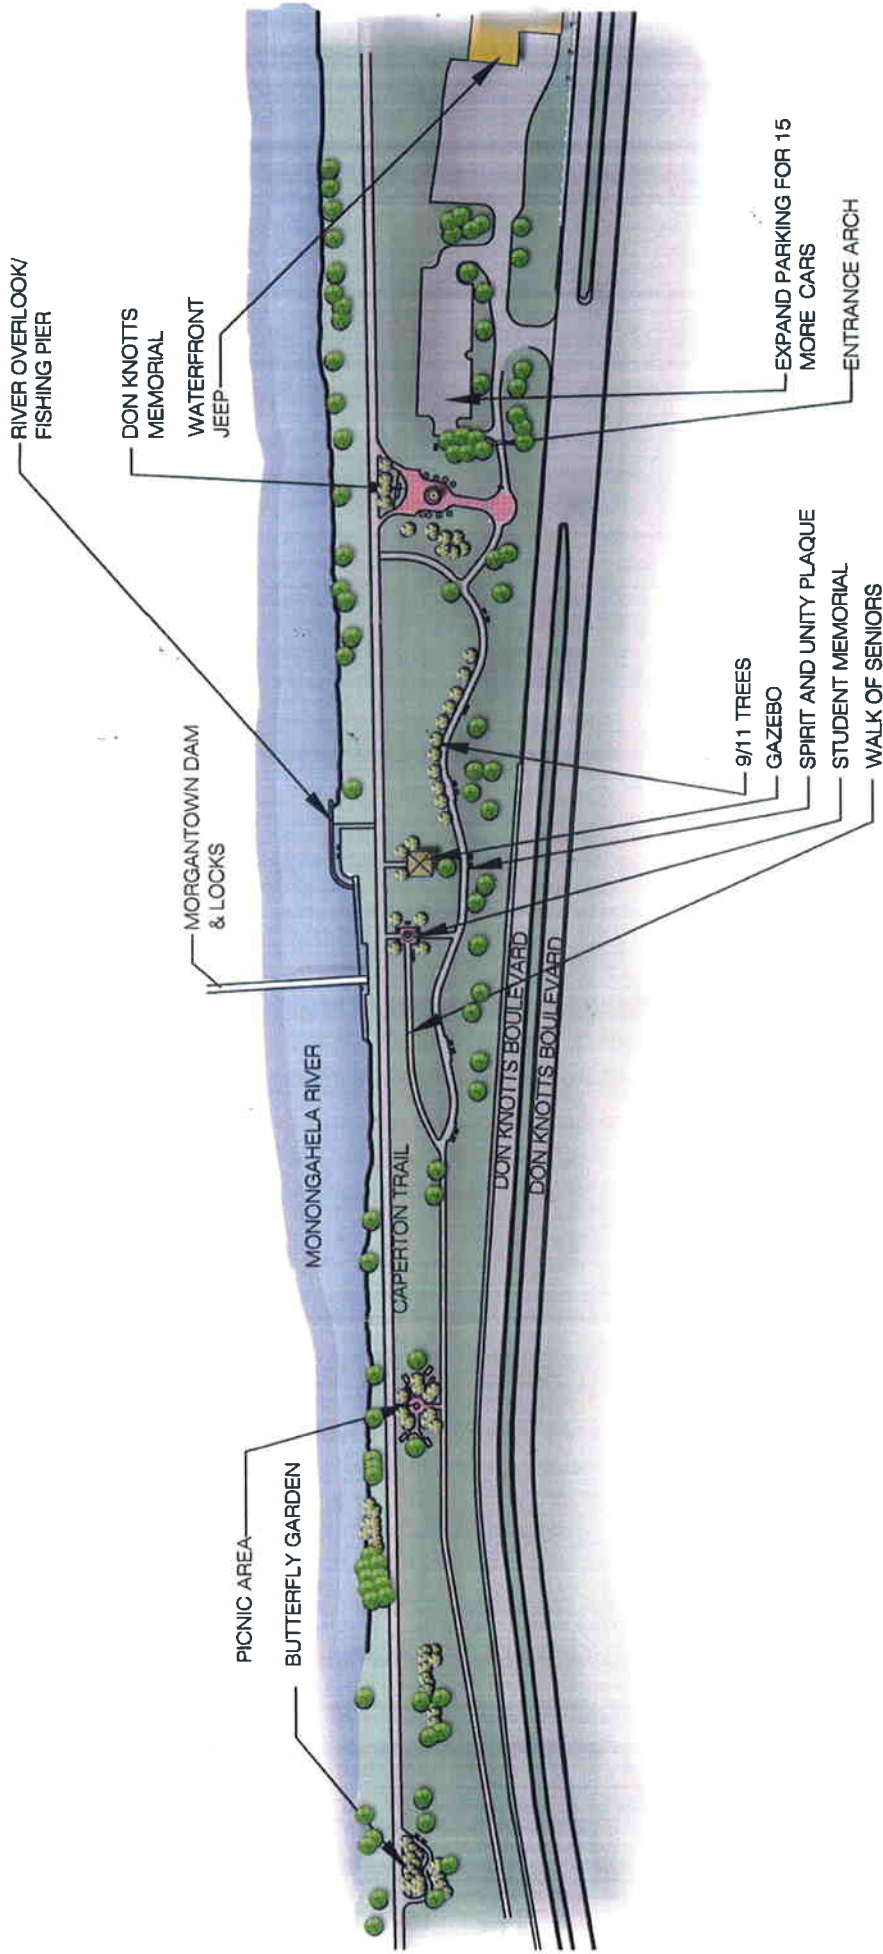 RIVER OVERLOOK/
FISHING PIER
DON KNOTTS
MEMORIAL
WATERFRONT
JEEP
MORGANTOWN DAM
& LOCKS
MONONGAHELA RIVER
CAPERTON TRAIL
PICNIC AREA
BUTTERFLY GARDEN
DON KNOTTS BOULEVARD
DON KNOTTS BOULEVARD
EXPAND PARKING FOR 15
MORE CARS
ENTRANCE ARCH
9/11 TREES
GAZEBO
SPIRIT AND UNITY PLAQUE
STUDENT MEMORIAL
WALK OF SENIORS